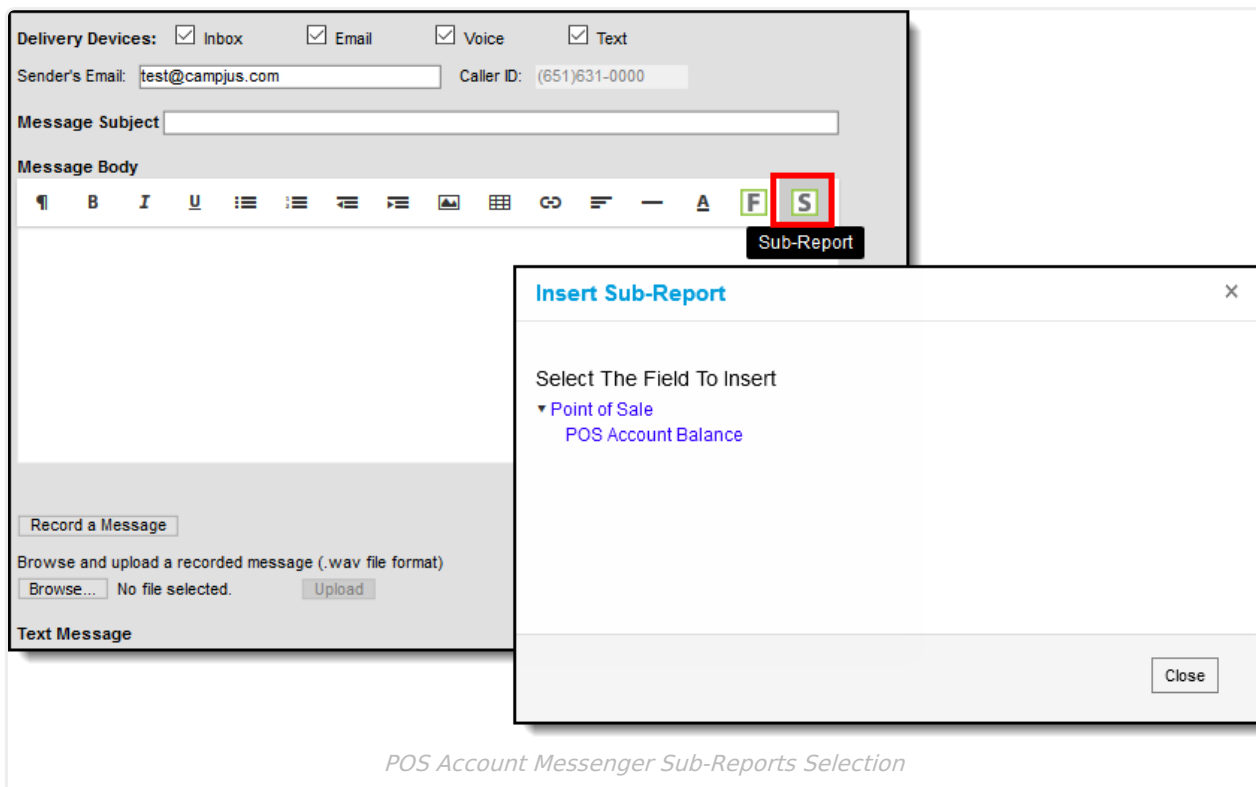 Delivery Devices: Inbox Email Voice Text
Sender's Email: test@campjus.com Caller ID: (651)631-0000
Message Subject
Message Body
¶ B I U A F S
Sub-Report
Insert Sub-Report ×
Select The Field To Insert
Point of Sale
POS Account Balance
Record a Message
Browse and upload a recorded message (.wav file format)
Browse... No file selected. Upload
Text Message
Close
POS Account Messenger Sub-Reports Selection